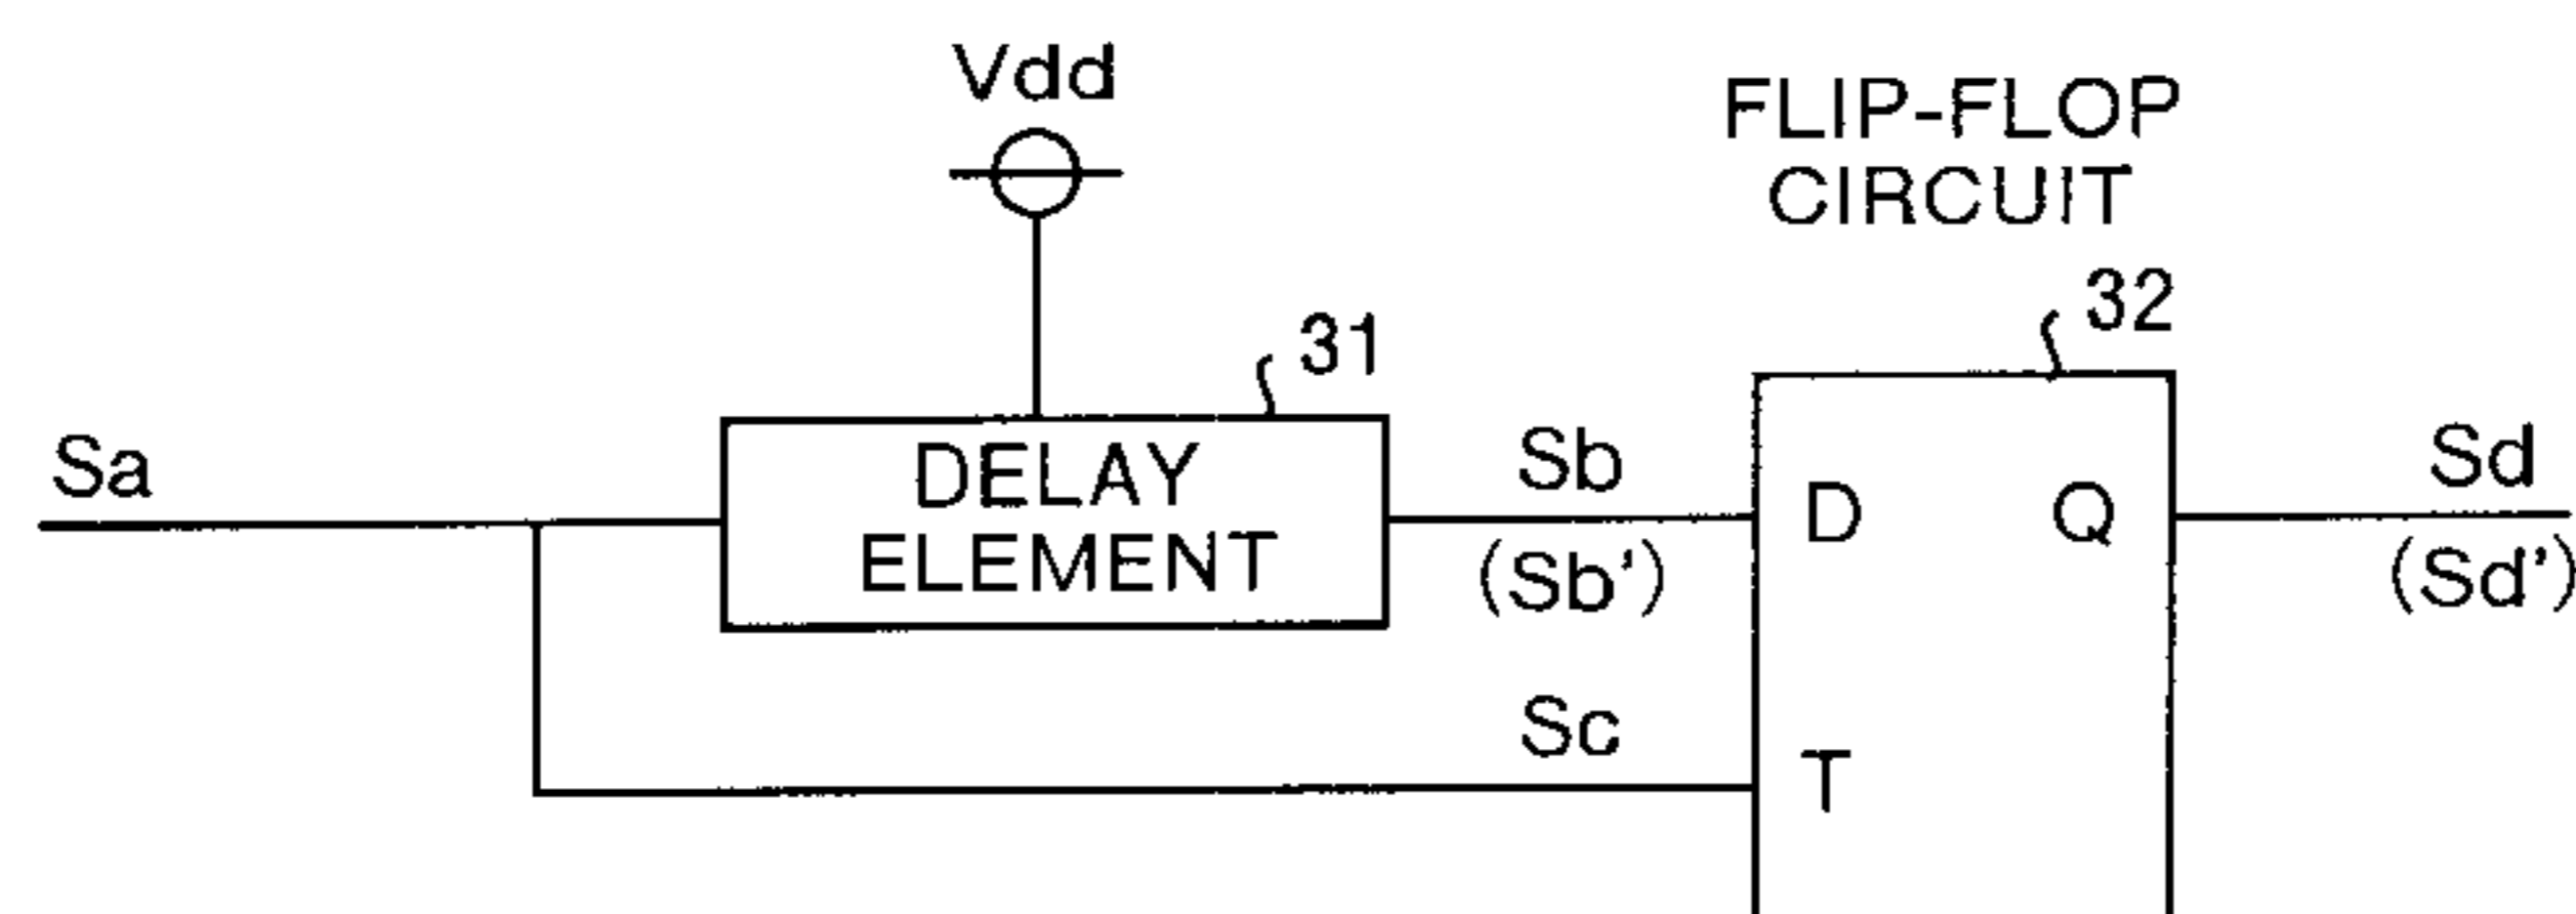 Vdd
FLIP-FLOP
CIRCUIT
32
31
Sa
DELAY
ELEMENT
Sb
(Sb')
D
Q
Sd
(Sd')
Sc
T